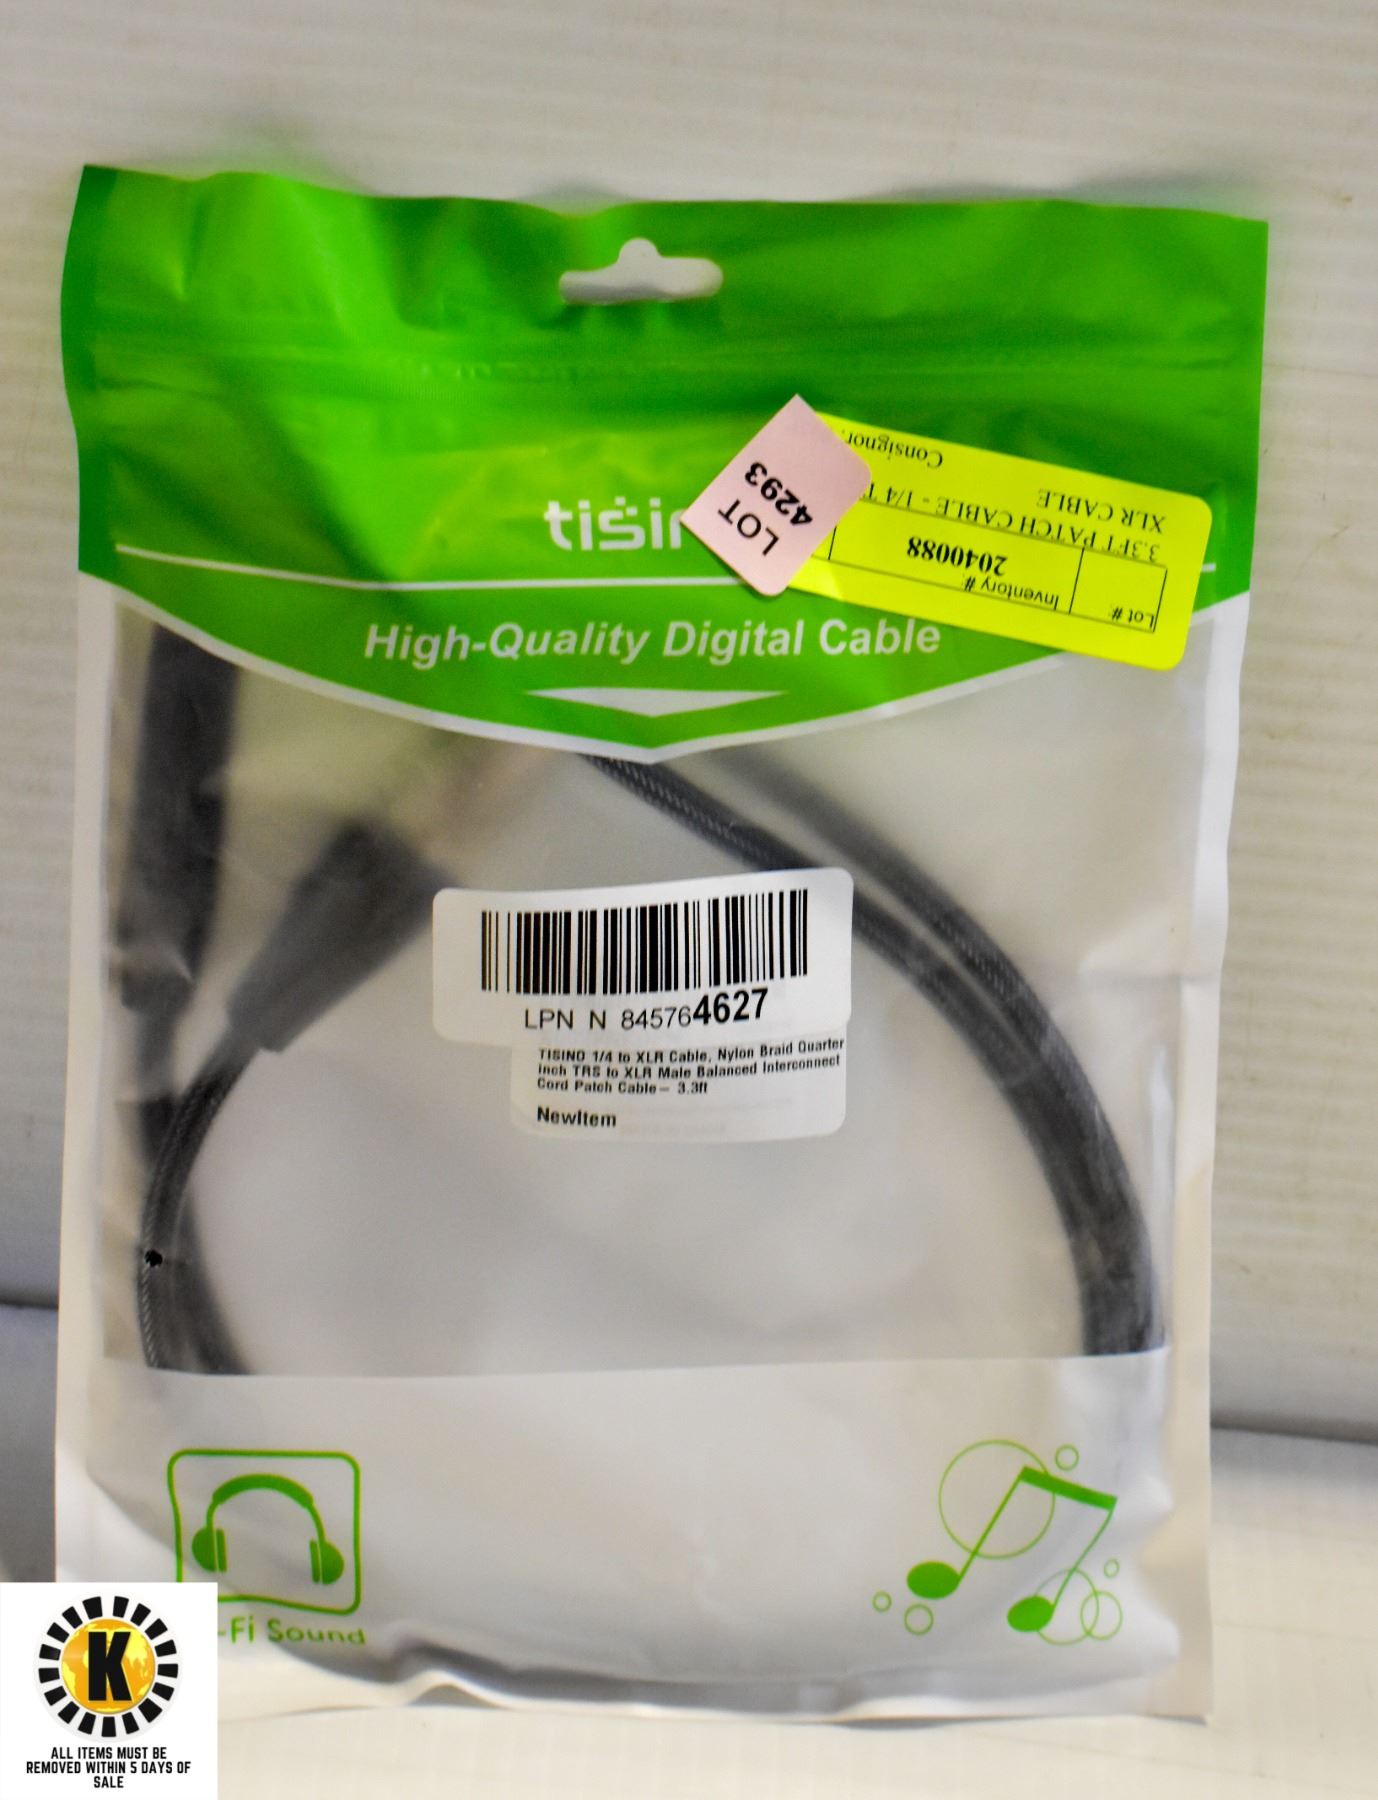 tisin
LOT
4293
Lot #:
Inventory #:
2040088
3.3FT PATCH CABLE - 1/4 T
XLR CABLE
Consignor:
High-Quality Digital Cable
LPN N 845764627
TISINO 1/4 to XLR Cable, Nylon Braid Quarter
inch TRS to XLR Male Balanced Interconnect
Cord Patch Cable— 3.3ft
NewItem
-Fi Sound
K
ALL ITEMS MUST BE
REMOVED WITHIN 5 DAYS OF
SALE